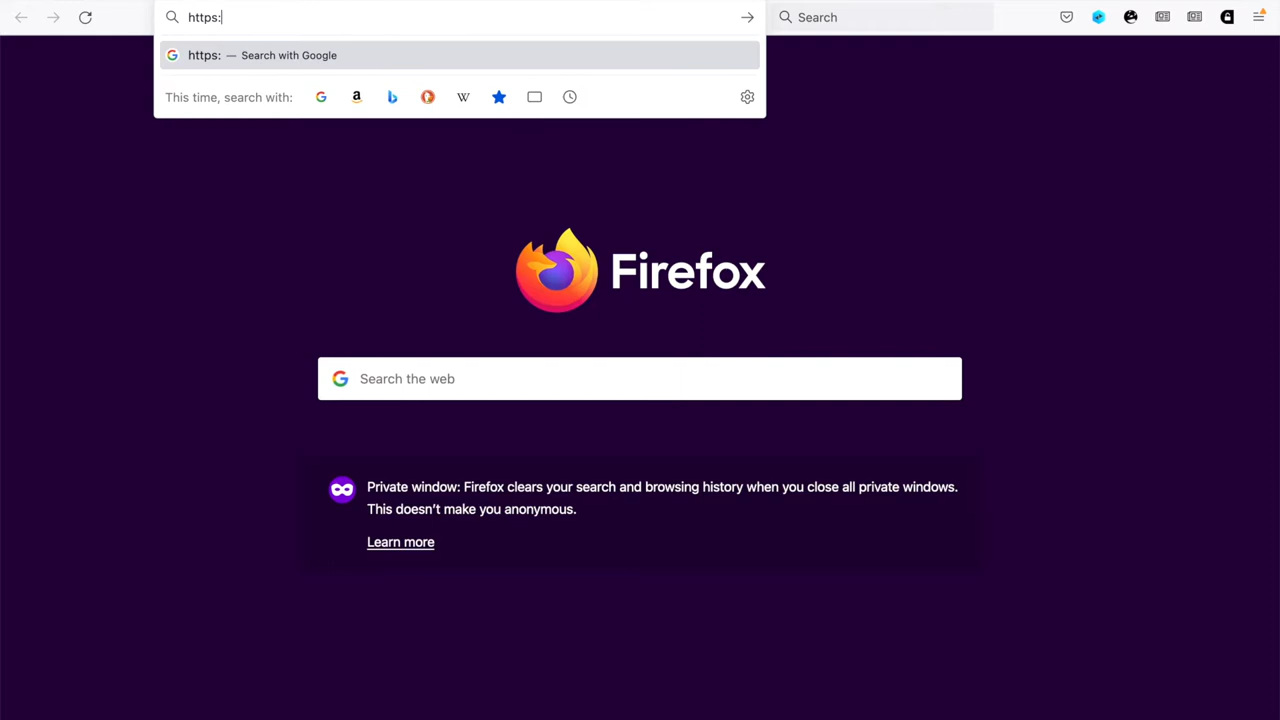 https:
Search
https: — Search with Google
This time, search with:
Firefox
Search the web
Private window: Firefox clears your search and browsing history when you close all private windows.
This doesn’t make you anonymous.
Learn more